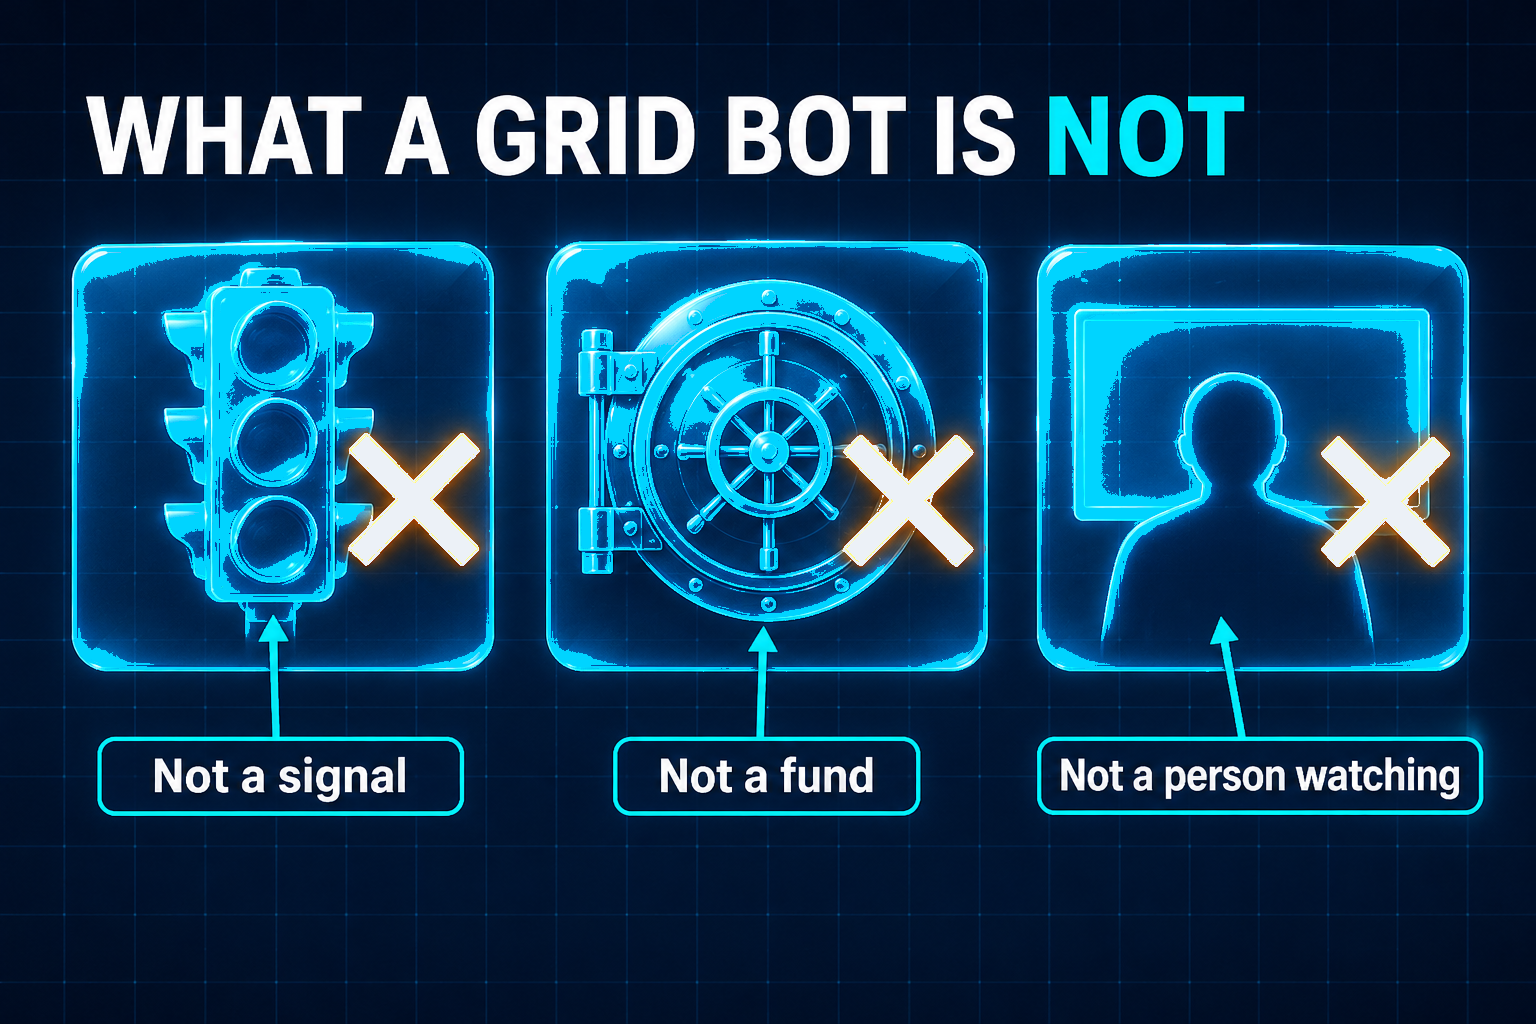 WHAT A GRID BOT IS NOT
Not a signal
Not a fund
Not a person watching